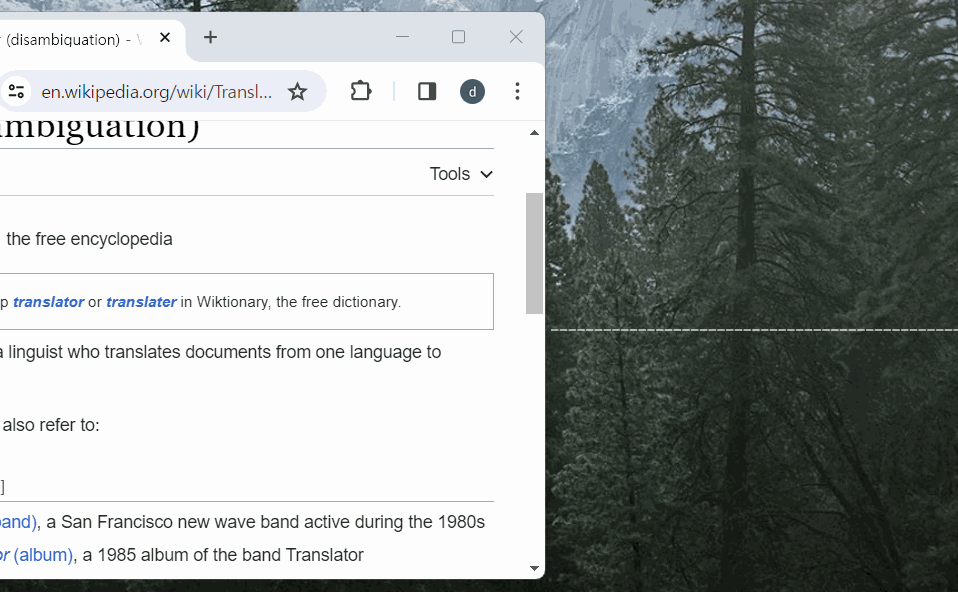 (disambiguation) -
en.wikipedia.org/wiki/Transl...
d
ambiguation)
Tools
the free encyclopedia
translator or translater in Wiktionary, the free dictionary.
a linguist who translates documents from one language to
also refer to:
]
band), a San Francisco new wave band active during the 1980s
or (album), a 1985 album of the band Translator